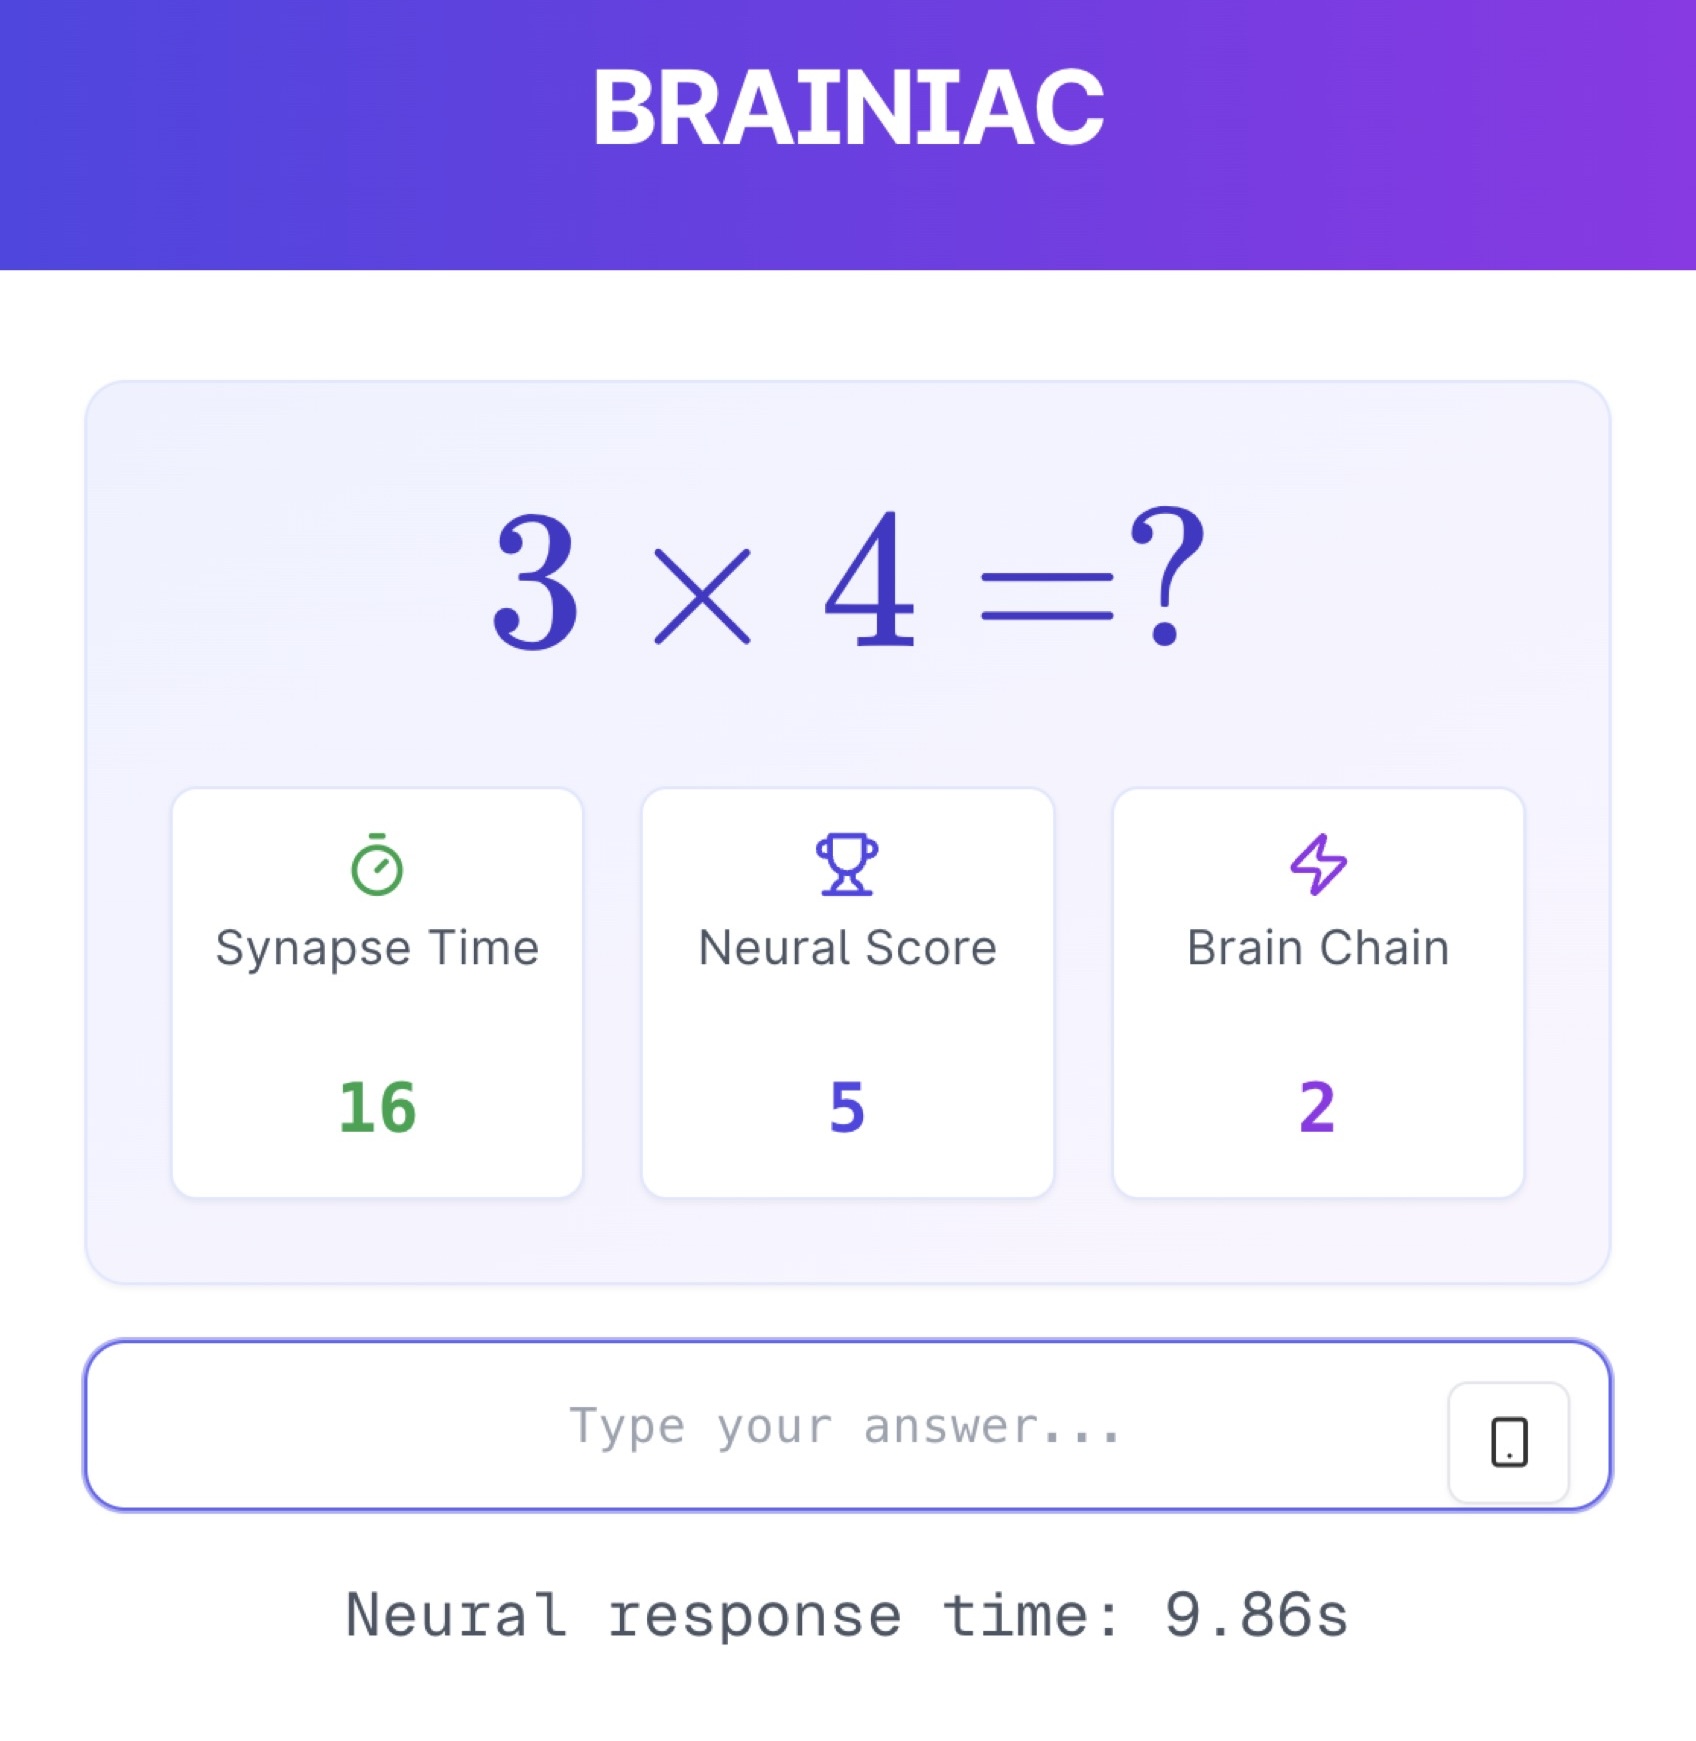 BRAINIAC
3 × 4 =?
Synapse Time
Neural Score
Brain Chain
16
5
2
Type your answer...
Neural response time: 9.86s